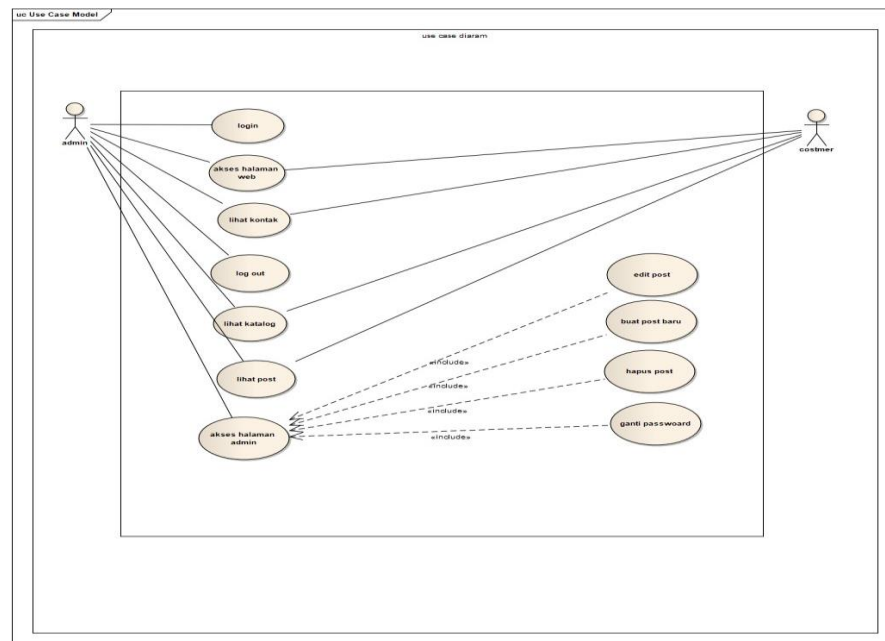 uc Use Case Model
use case diaram
admin
costmer
login
akses halaman
web
lihat kontak
log out
lihat katalog
lihat post
akses halaman
admin
edit post
buat post baru
hapus post
ganti passwoard
«include»
«include»
«include»
«include»